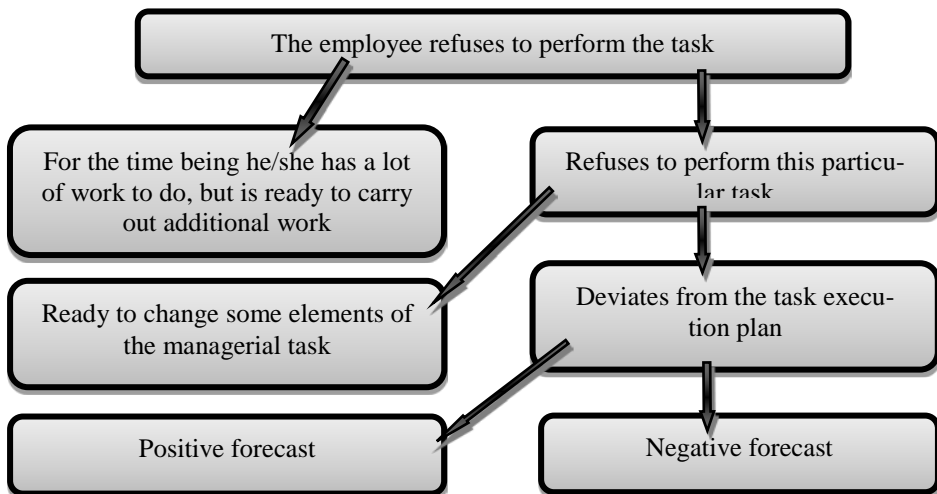 The employee refuses to perform the task
For the time being he/she has a lot
of work to do, but is ready to carry
out additional work
Refuses to perform this particu-
lar task
Ready to change some elements of
the managerial task
Deviates from the task execu-
tion plan
Positive forecast
Negative forecast